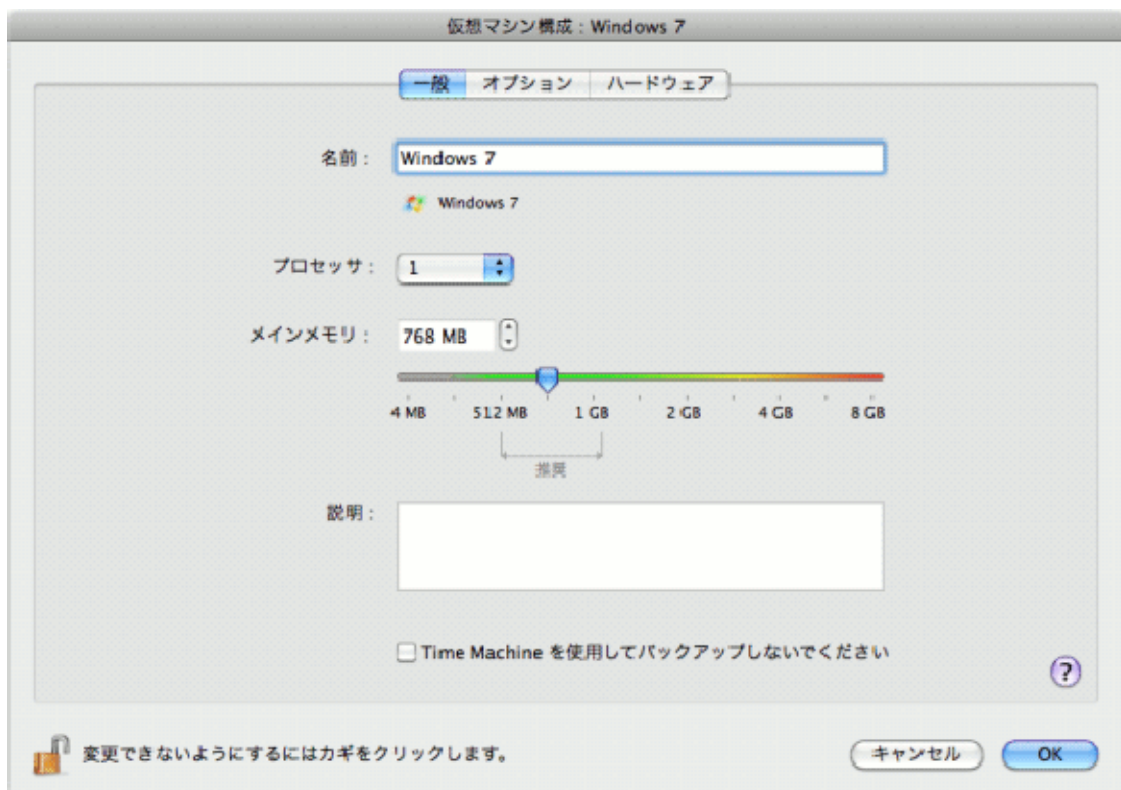 仮想マシン構成 : Windows 7
一般 オプション ハードウェア
名前 : Windows 7
Windows 7
プロセッサ : 1
メインメモリ : 768 MB
4 MB 512 MB 1 GB 2 GB 4 GB 8 GB
推奨
説明 :
Time Machine を使用してバックアップしないでください
?
変更できないようにするにはカギをクリックします。 キャンセル OK